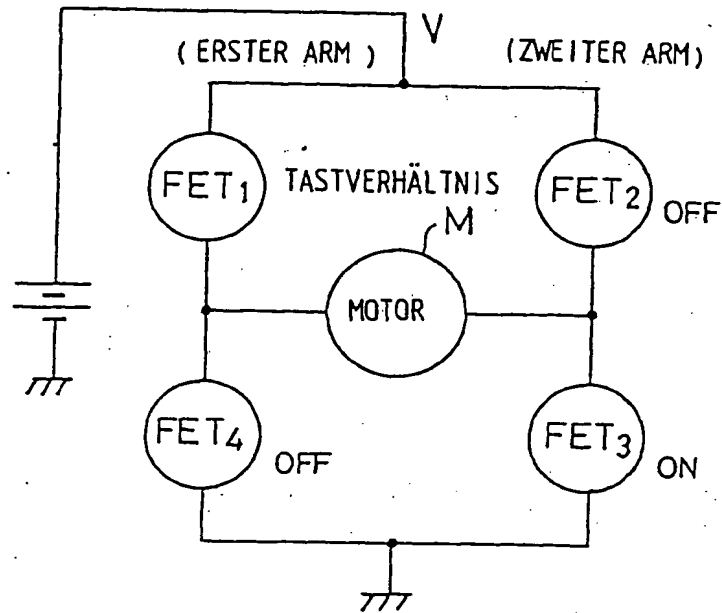 V
(ERSTER ARM) (ZWEITER ARM)
FET1 TASTVERHÄLTNIS FET2 OFF
M
MOTOR
FET4 OFF FET3 ON